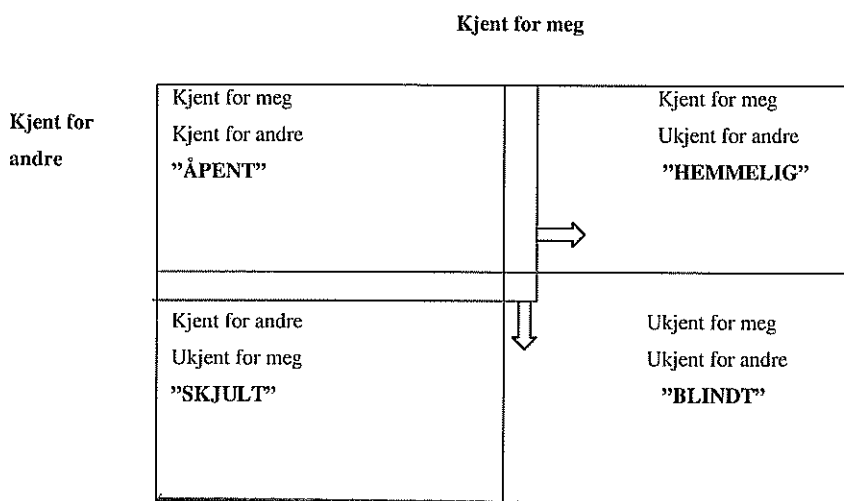 Kjent for meg
Kjent for
andre
Kjent for meg
Kjent for andre
”ÅPENT”
Kjent for meg
Ukjent for andre
”HEMMELIG”
Kjent for andre
Ukjent for meg
”SKJULT”
Ukjent for meg
Ukjent for andre
”BLINDT”